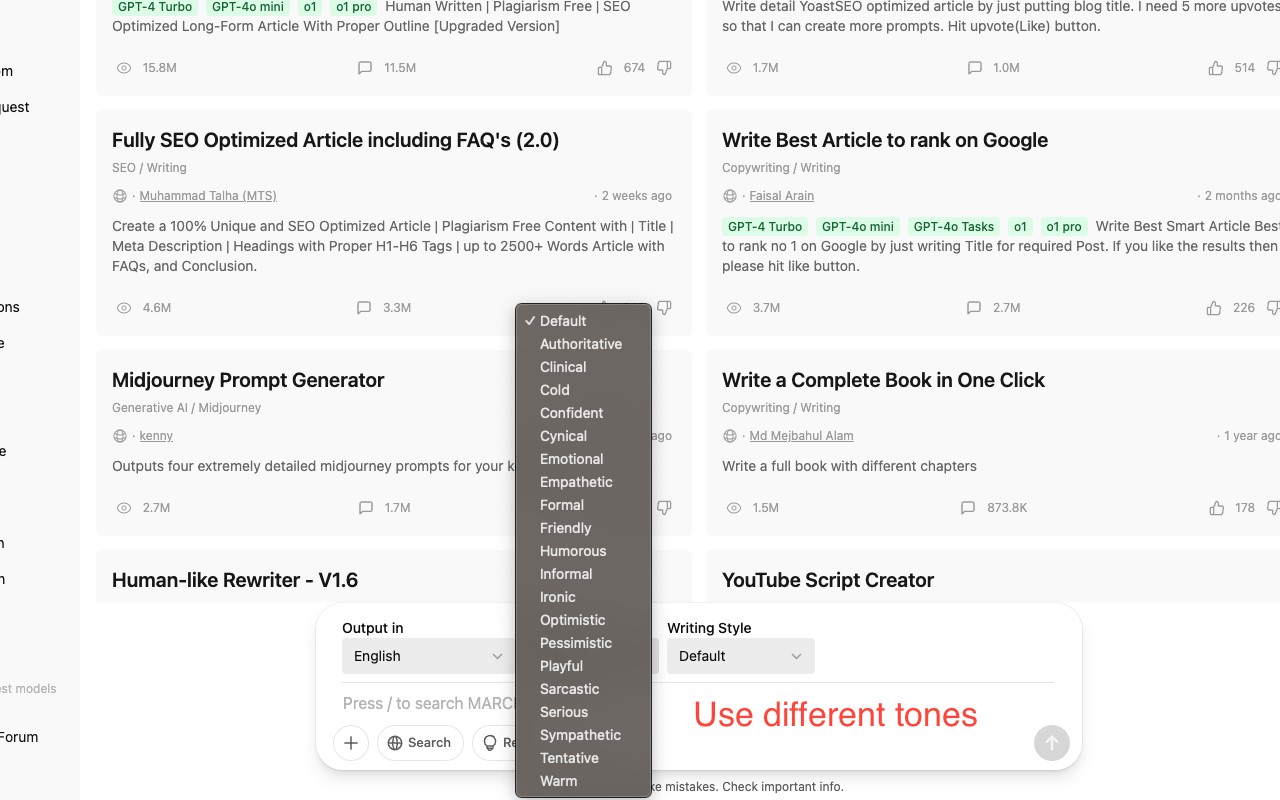 GPT-4 Turbo GPT-4o mini o1 o1 pro Human Written | Plagiarism Free | SEO
Optimized Long-Form Article With Proper Outline [Upgraded Version]
15.8M 11.5M 674
Write detail YoastSEO optimized article by just putting blog title. I need 5 more upvotes
so that I can create more prompts. Hit upvote(Like) button.
1.7M 1.0M 514
Fully SEO Optimized Article including FAQ's (2.0)
SEO / Writing
· Muhammad Talha (MTS) · 2 weeks ago
Create a 100% Unique and SEO Optimized Article | Plagiarism Free Content with | Title |
Meta Description | Headings with Proper H1-H6 Tags | up to 2500+ Words Article with
FAQs, and Conclusion.
4.6M 3.3M
Write Best Article to rank on Google
Copywriting / Writing
· Faisal Arain · 2 months ago
GPT-4 Turbo GPT-4o mini GPT-4o Tasks o1 o1 pro Write Best Smart Article Best
to rank no 1 on Google by just writing Title for required Post. If you like the results then
please hit like button.
3.7M 2.7M 226
Midjourney Prompt Generator
Generative AI / Midjourney
· kenny ago
Outputs four extremely detailed midjourney prompts for your k
2.7M 1.7M
Write a Complete Book in One Click
Copywriting / Writing
· Md Mejbahul Alam · 1 year ago
Write a full book with different chapters
1.5M 873.8K 178
Human-like Rewriter - V1.6
YouTube Script Creator
✓ Default
Authoritative
Clinical
Cold
Confident
Cynical
Emotional
Empathetic
Formal
Friendly
Humorous
Informal
Ironic
Optimistic
Pessimistic
Playful
Sarcastic
Serious
Sympathetic
Tentative
Warm
Output in
English
Writing Style
Default
Press / to search MARC
Use different tones
Search
Re
ke mistakes. Check important info.
om
quest
ons
e
e
n
n
est models
Forum